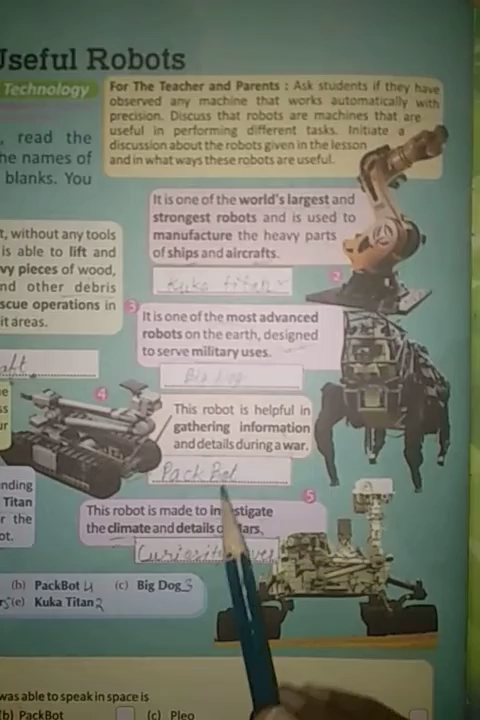 Useful Robots
Technology
For The Teacher and Parents : Ask students if they have
observed any machine that works automatically with
precision. Discuss that robots are machines that are
useful in performing different tasks. Initiate a
discussion about the robots given in the lesson
and in what ways these robots are useful.
, read the
he names of
blanks. You
It is one of the world's largest and
strongest robots and is used to
manufacture the heavy parts
of ships and aircrafts.
Kuka titan
2
t, without any tools
is able to lift and
vy pieces of wood,
nd other debris
scue operations in
it areas.
3
It is one of the most advanced
robots on the earth, designed
to serve military uses.
Big Dog
4
This robot is helpful in
gathering information
and details during a war.
PackBot
nding
Titan
r the
ot.
5
This robot is made to investigate
the climate and details of Mars.
Curiosity
(b) PackBot 4 (c) Big Dog 3
(e) Kuka Titan 2
was able to speak in space is
(b) PackBot (c) Pleo